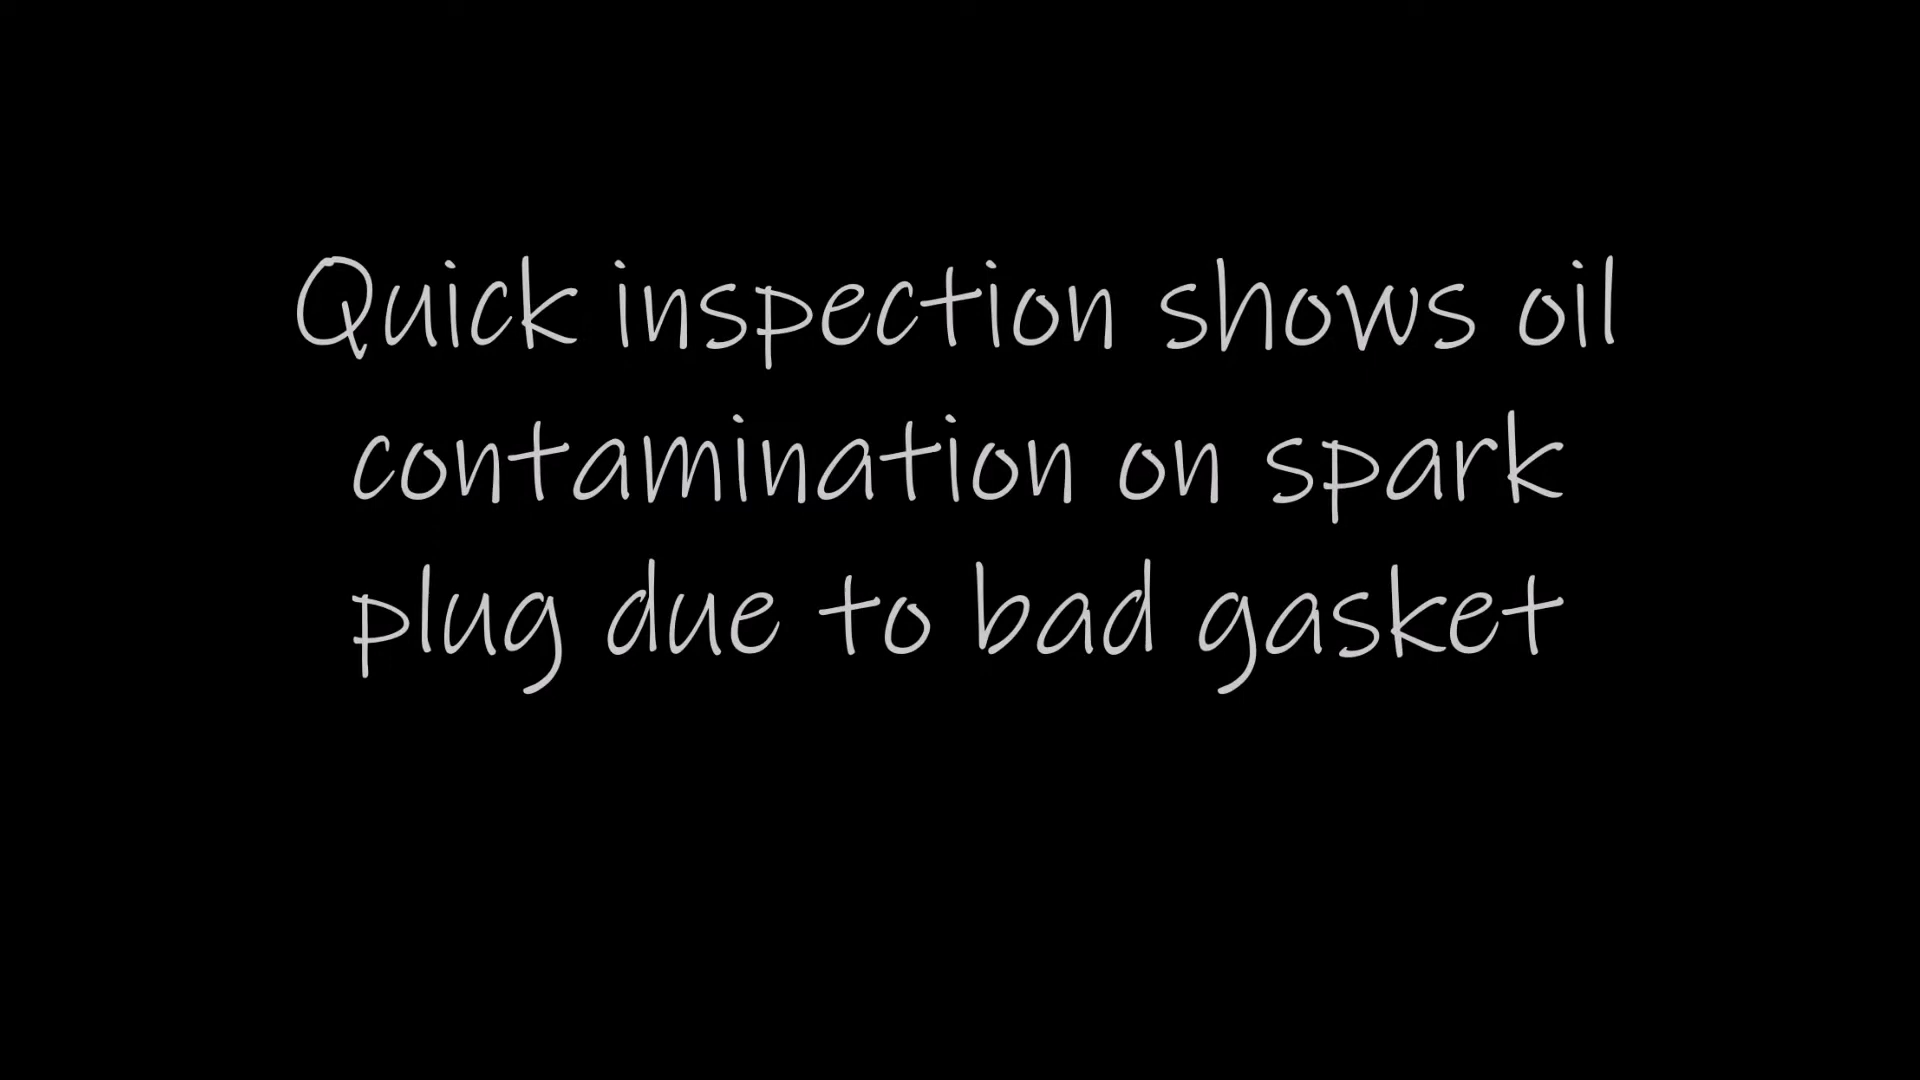 Quick inspection shows oil
contamination on spark
plug due to bad gasket